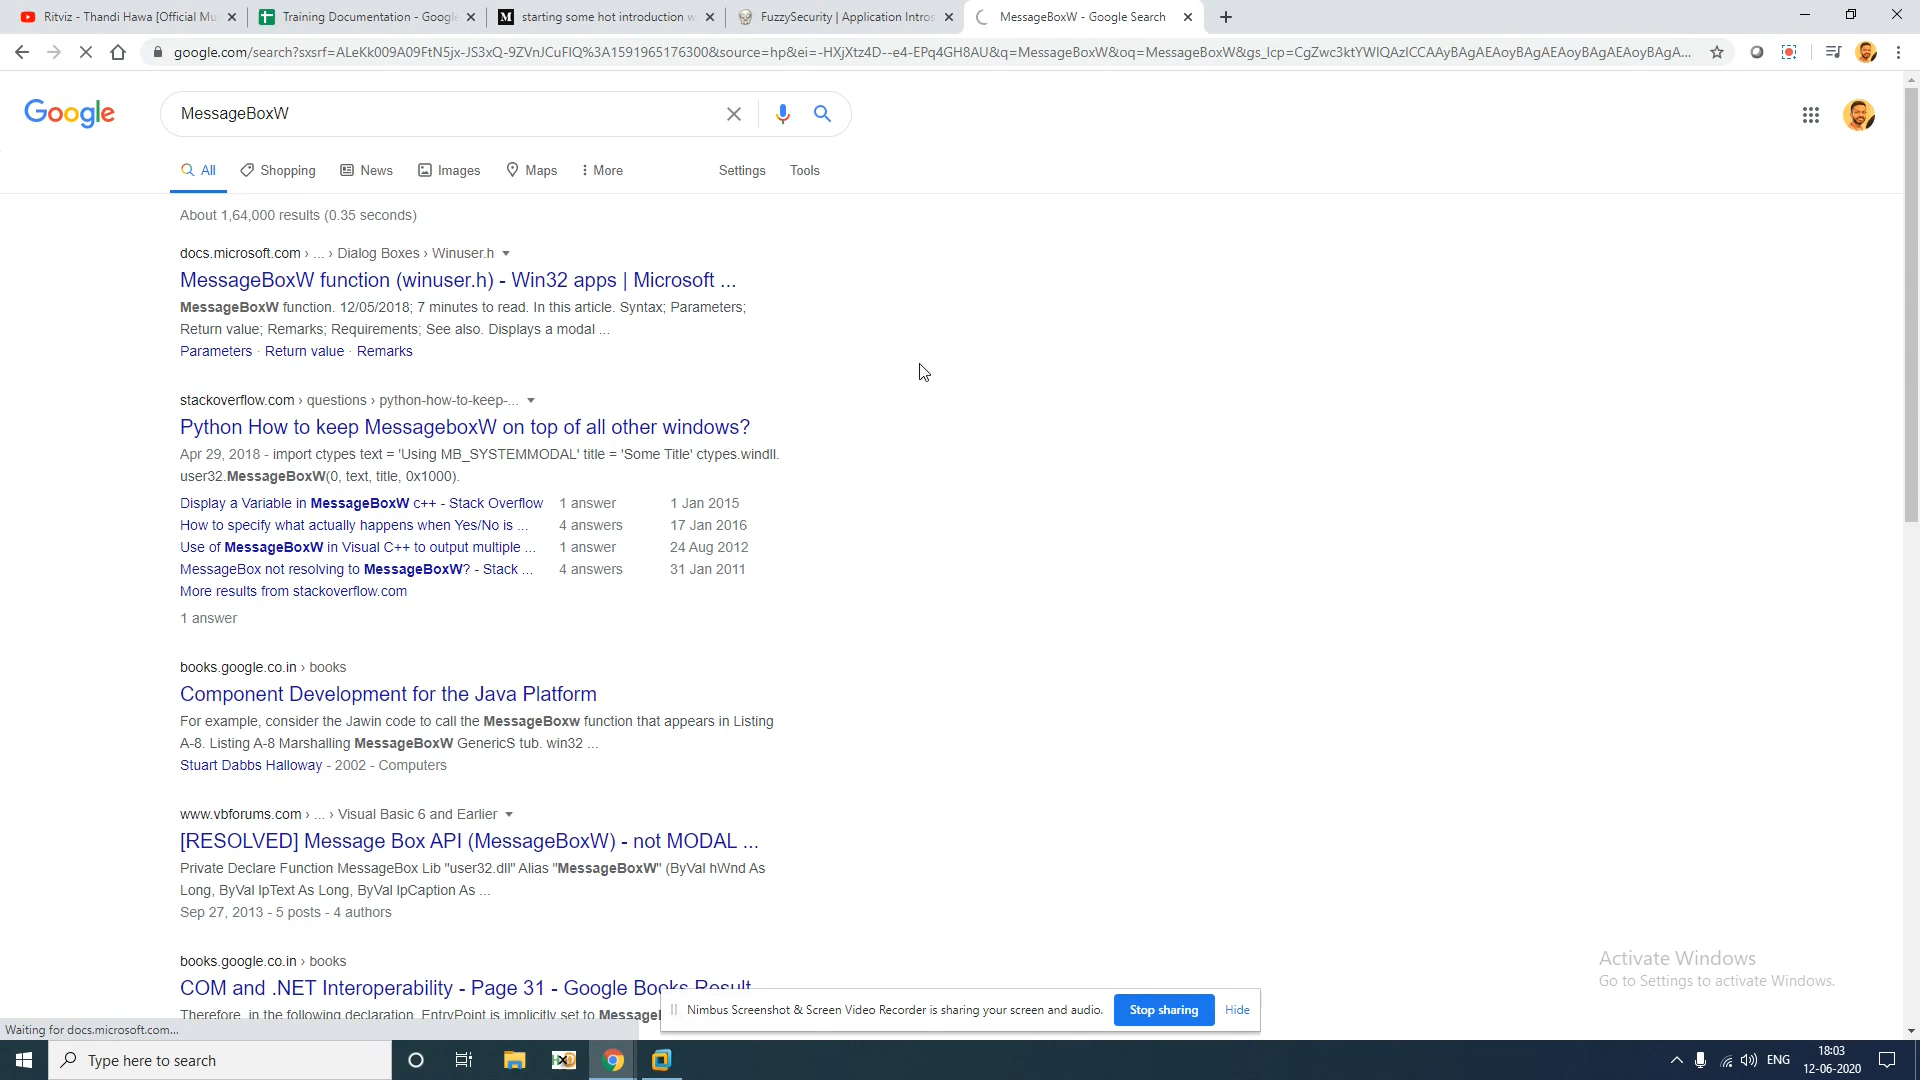 Ritviz - Thandi Hawa [Official Mu
Training Documentation - Google
starting some hot introduction w
FuzzySecurity | Application Intros
MessageBoxW - Google Search
google.com/search?sxsrf=ALeKk009A09FtN5jx-JS3xQ-9ZVnJCuFIQ%3A1591965176300&source=hp&ei=-HXjXtz4D--e4-EPq4GH8AU&q=MessageBoxW&oq=MessageBoxW&gs_lcp=CgZwc3ktYWIQAzICCAAyBAgAEAoyBAgAEAoyBAgAEAoyBAgA...
Google
MessageBoxW
All
Shopping
News
Images
Maps
More
Settings
Tools
About 1,64,000 results (0.35 seconds)
docs.microsoft.com › ... › Dialog Boxes › Winuser.h
MessageBoxW function (winuser.h) - Win32 apps | Microsoft ...
MessageBoxW function. 12/05/2018; 7 minutes to read. In this article. Syntax; Parameters;
Return value; Remarks; Requirements; See also. Displays a modal ...
Parameters · Return value · Remarks
stackoverflow.com › questions › python-how-to-keep-...
Python How to keep MessageboxW on top of all other windows?
Apr 29, 2018 - import ctypes text = 'Using MB_SYSTEMMODAL' title = 'Some Title' ctypes.windll.
user32.MessageBoxW(0, text, title, 0x1000).
Display a Variable in MessageBoxW c++ - Stack Overflow 1 answer 1 Jan 2015
How to specify what actually happens when Yes/No is ... 4 answers 17 Jan 2016
Use of MessageBoxW in Visual C++ to output multiple ... 1 answer 24 Aug 2012
MessageBox not resolving to MessageBoxW? - Stack ... 4 answers 31 Jan 2011
More results from stackoverflow.com
1 answer
books.google.co.in › books
Component Development for the Java Platform
For example, consider the Jawin code to call the MessageBoxw function that appears in Listing
A-8. Listing A-8 Marshalling MessageBoxW GenericS tub. win32 ...
Stuart Dabbs Halloway - 2002 - Computers
www.vbforums.com › ... › Visual Basic 6 and Earlier
[RESOLVED] Message Box API (MessageBoxW) - not MODAL ...
Private Declare Function MessageBox Lib "user32.dll" Alias "MessageBoxW" (ByVal hWnd As
Long, ByVal lpText As Long, ByVal lpCaption As ...
Sep 27, 2013 - 5 posts - 4 authors
books.google.co.in › books
COM and .NET Interoperability - Page 31 - Google Books Result
Therefore, in the following declaration, EntryPoint is implicitly set to MessageB
Activate Windows
Go to Settings to activate Windows.
Nimbus Screenshot & Screen Video Recorder is sharing your screen and audio.
Stop sharing
Hide
Waiting for docs.microsoft.com...
Type here to search
ENG
18:03
12-06-2020